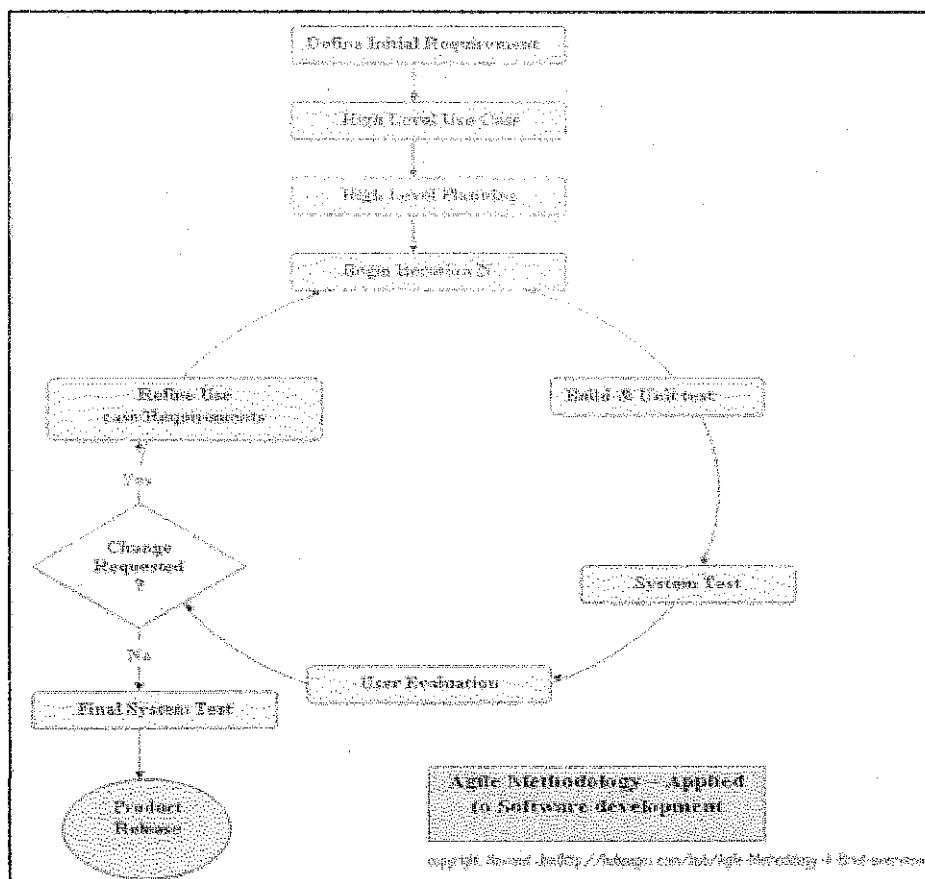 Define Initial Requirement
High Level Use Case
High Level Planning
Begin Iteration N
Refine Use
case Requirements
Build & Unit test
Yes
Change
Requested
?
System Test
No
User Evaluation
Final System Test
Agile Methodology – Applied
to Software development
Product
Release
copyright